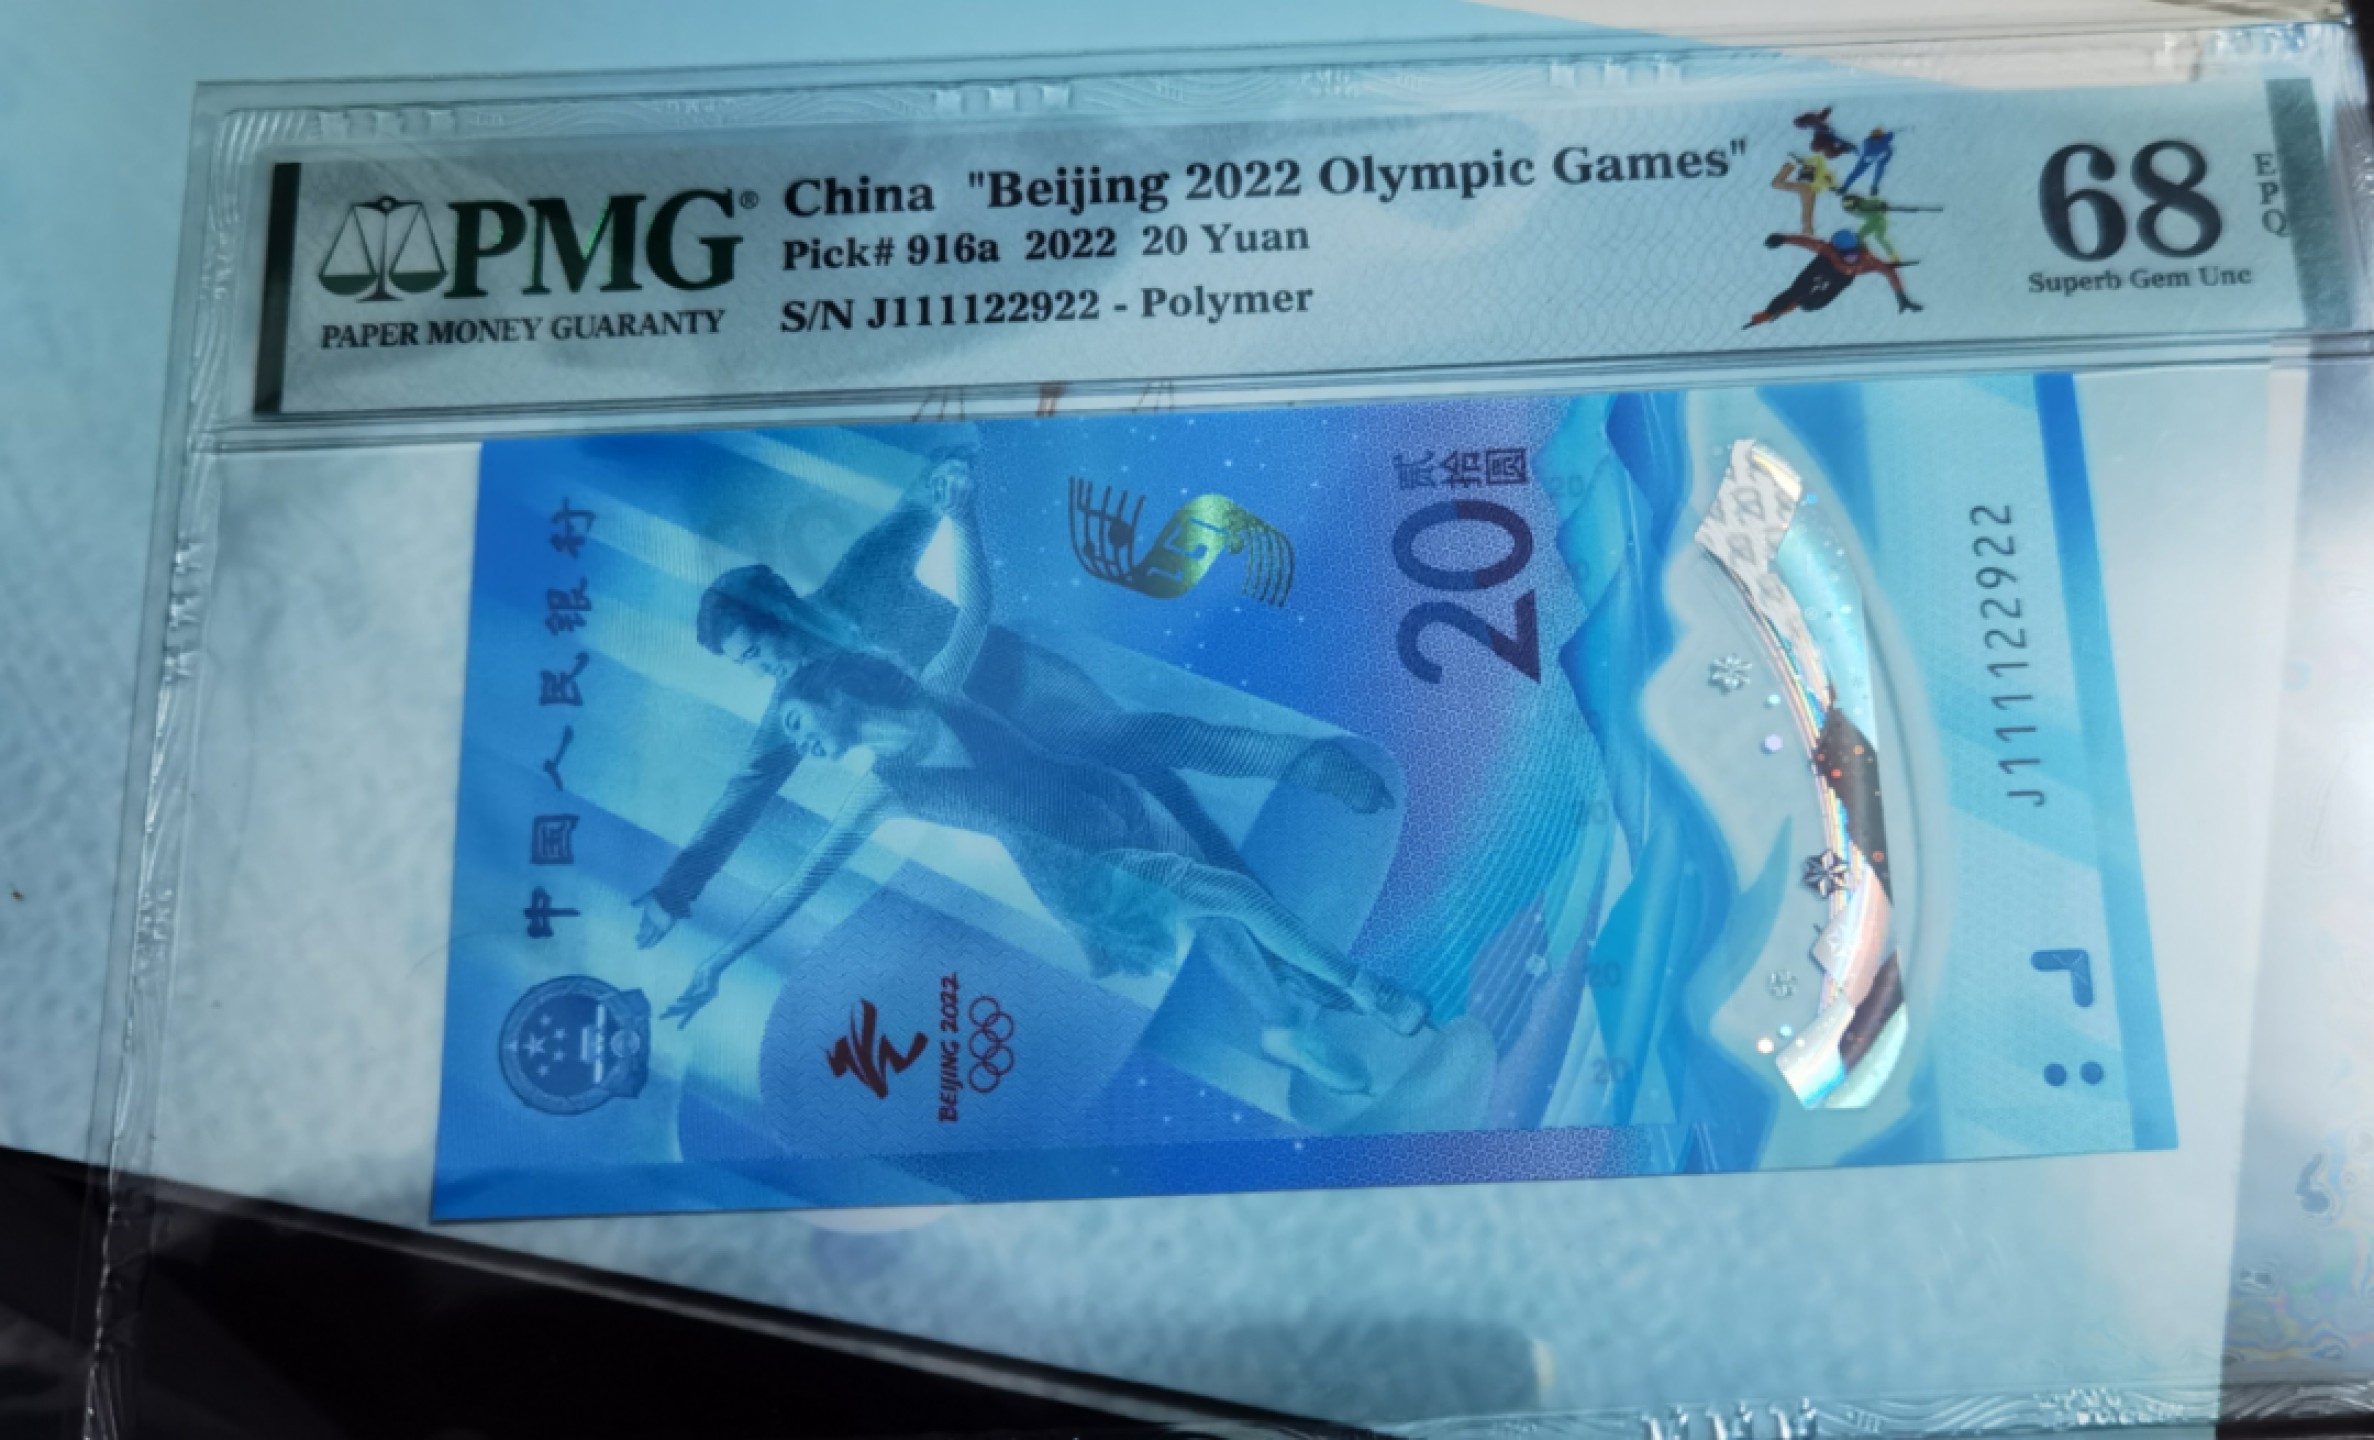 PMG®
PAPER MONEY GUARANTY
China "Beijing 2022 Olympic Games"
Pick# 916a 2022 20 Yuan
S/N J111122922 - Polymer
68
EPQ
Superb Gem Unc
中国人民银行
BEIJING 2022
贰拾圆
20
J111122922